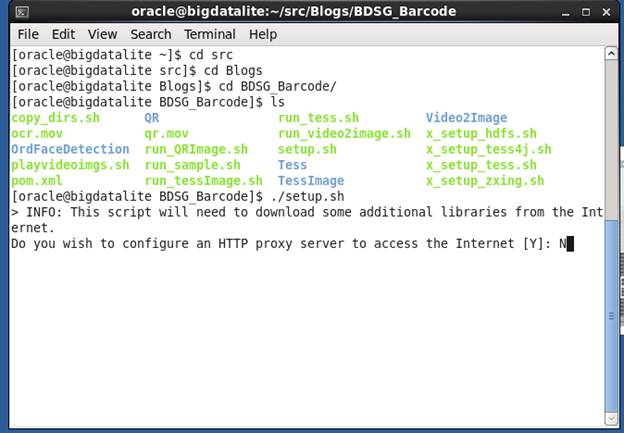 oracle@bigdatalite:~/src/Blogs/BDSG_Barcode
File Edit View Search Terminal Help
[oracle@bigdatalite ~]$ cd src
[oracle@bigdatalite src]$ cd Blogs
[oracle@bigdatalite Blogs]$ cd BDSG_Barcode/
[oracle@bigdatalite BDSG_Barcode]$ ls
copy_dirs.sh QR run_tess.sh Video2Image
ocr.mov qr.mov run_video2image.sh x_setup_hdfs.sh
OrdFaceDetection run_QRImage.sh setup.sh x_setup_tess4j.sh
playvideoimgs.sh run_sample.sh Tess x_setup_tess.sh
pom.xml run_tessImage.sh TessImage x_setup_zxing.sh
[oracle@bigdatalite BDSG_Barcode]$ ./setup.sh
> INFO: This script will need to download some additional libraries from the Int
ernet.
Do you wish to configure an HTTP proxy server to access the Internet [Y]: N